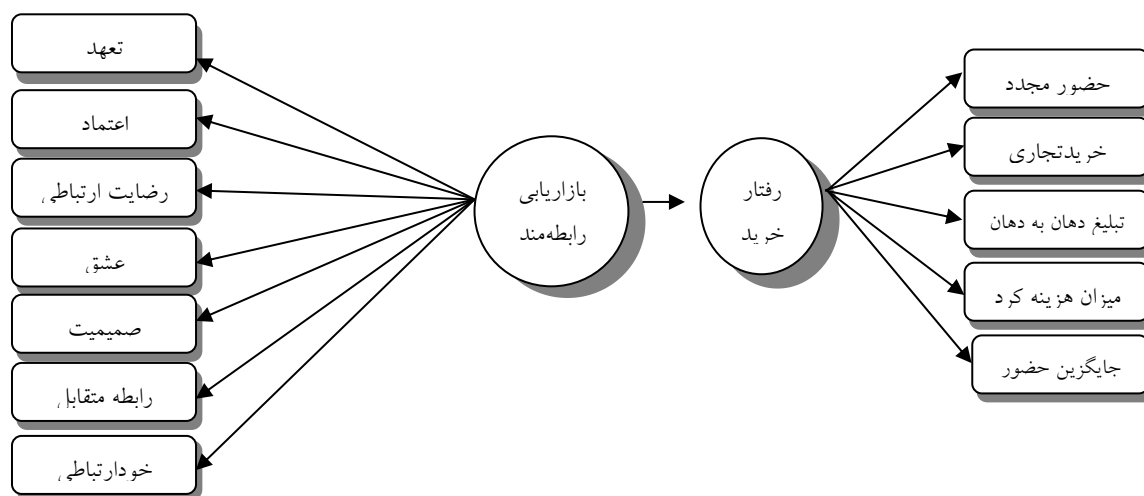 تعهد
اعتماد
رضایت ارتباطی
عشق
صمیمیت
رابطه متقابل
خودارتباطی
بازاریابی
رابطه‌مند
رفتار
خرید
حضور مجدد
خریدتجاری
تبلیغ دهان به دهان
میزان هزینه کرد
جایگزین حضور